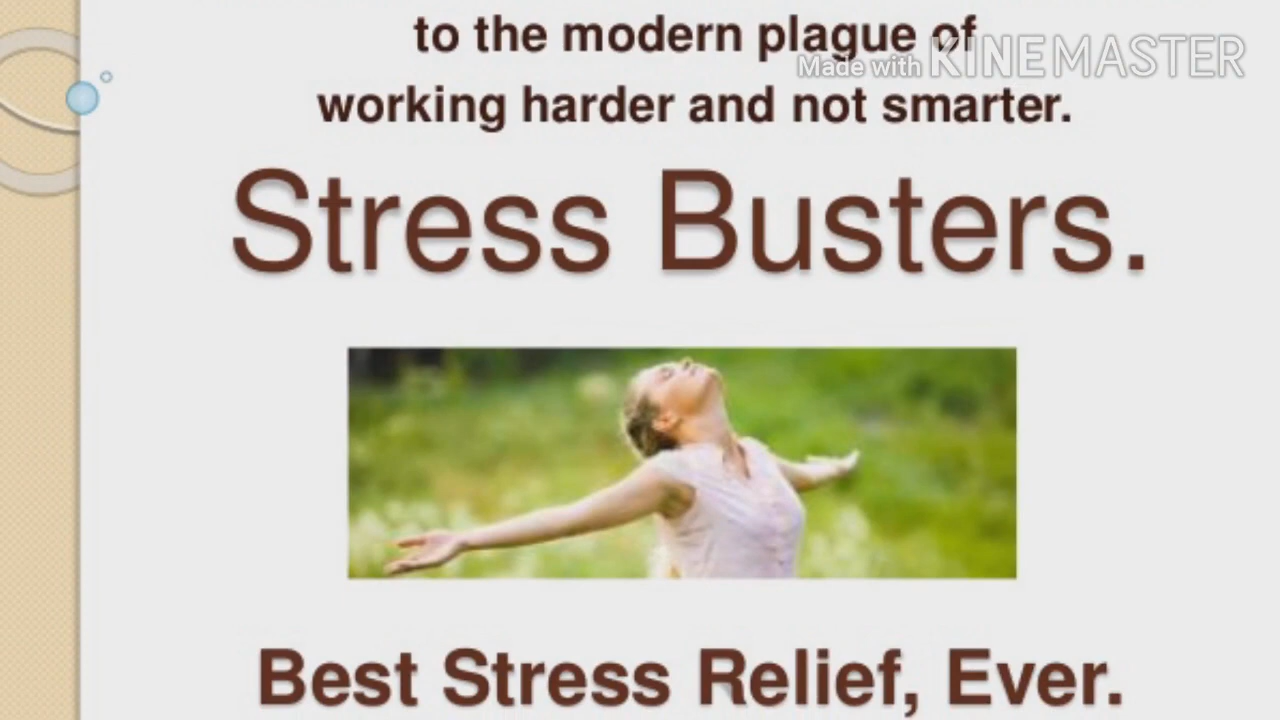 to the modern plague of
Made with KINEMASTER
working harder and not smarter.
Stress Busters.
Best Stress Relief, Ever.